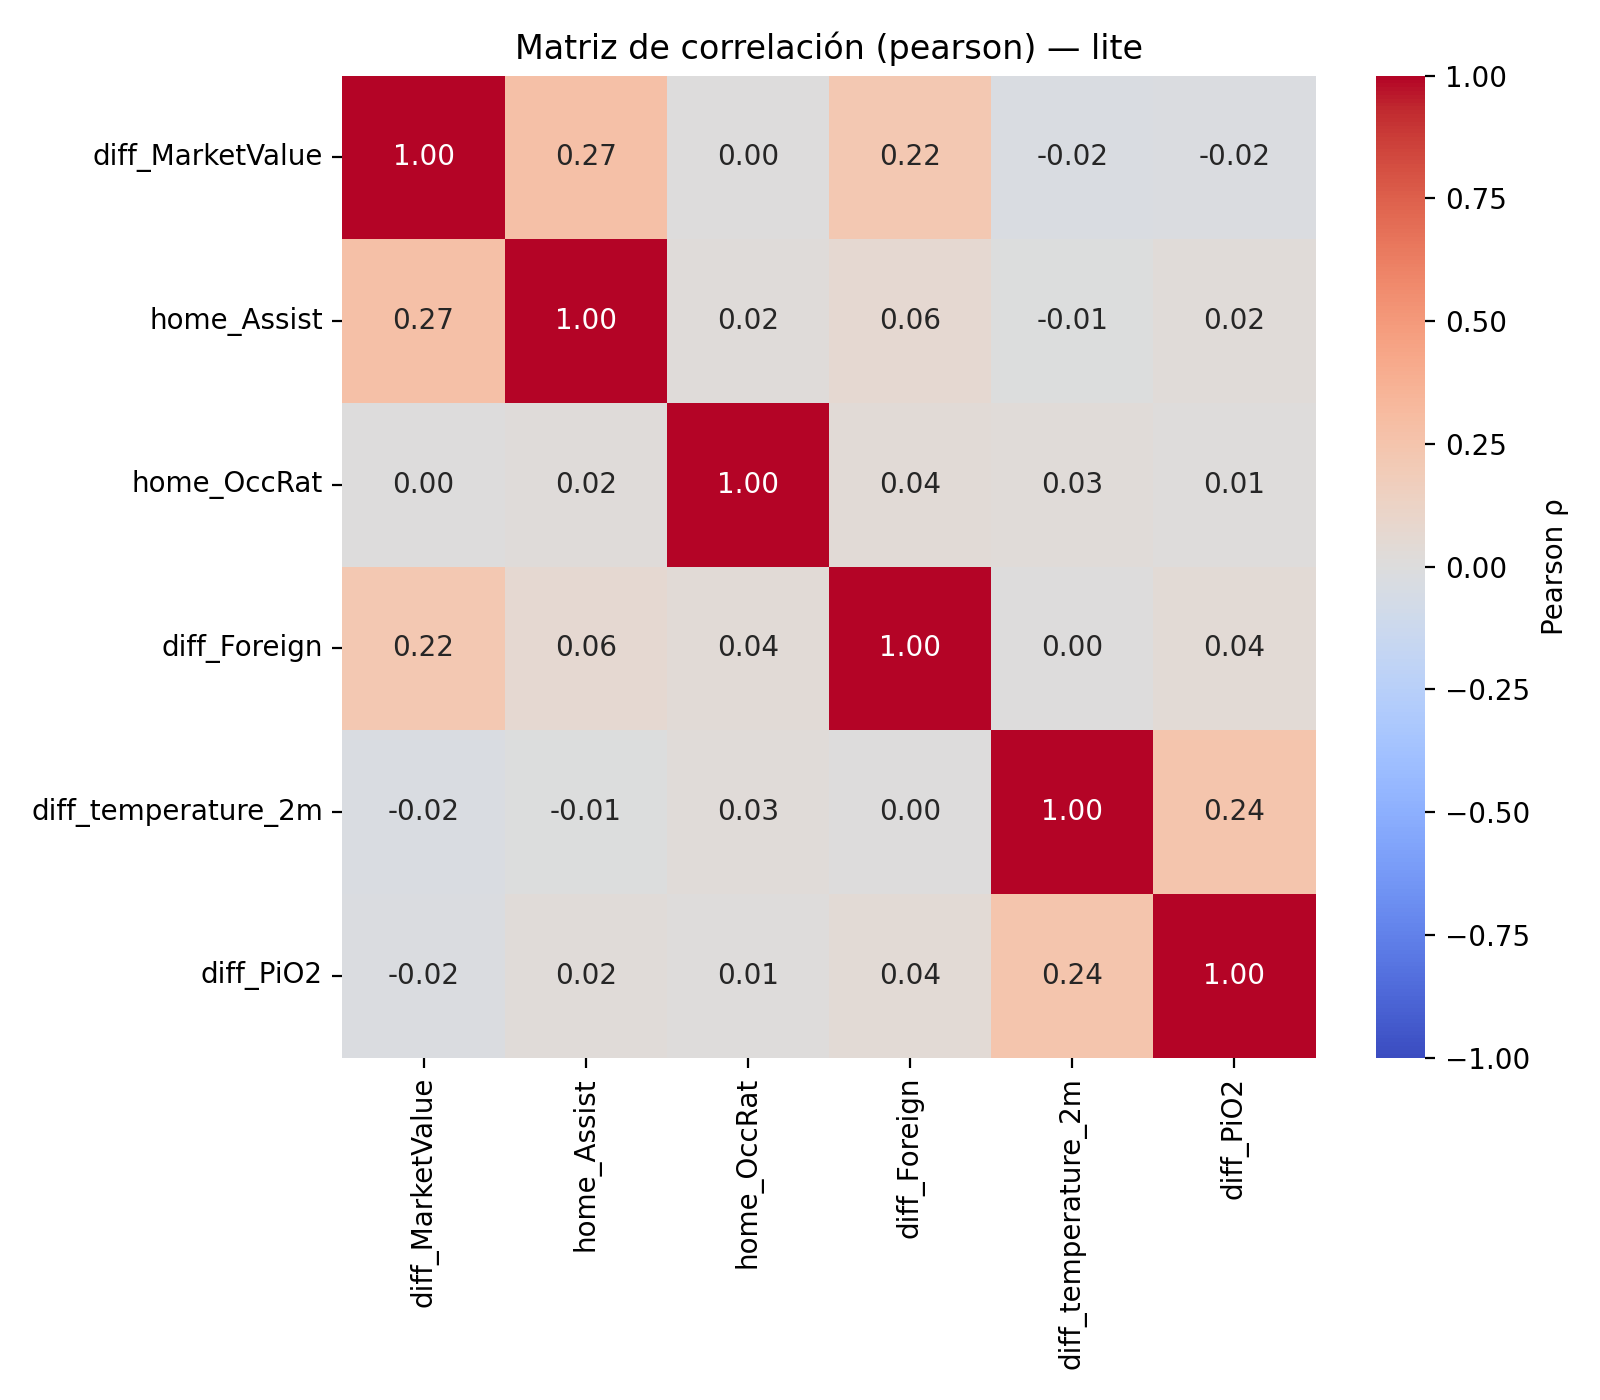 Matriz de correlación (pearson) — lite
diff_MarketValue 1.00 0.27 0.00 0.22 -0.02 -0.02
home_Assist 0.27 1.00 0.02 0.06 -0.01 0.02
home_OccRat 0.00 0.02 1.00 0.04 0.03 0.01
diff_Foreign 0.22 0.06 0.04 1.00 0.00 0.04
diff_temperature_2m -0.02 -0.01 0.03 0.00 1.00 0.24
diff_PiO2 -0.02 0.02 0.01 0.04 0.24 1.00
diff_MarketValue
home_Assist
home_OccRat
diff_Foreign
diff_temperature_2m
diff_PiO2
1.00
0.75
0.50
0.25
0.00
−0.25
−0.50
−0.75
−1.00
Pearson ρ